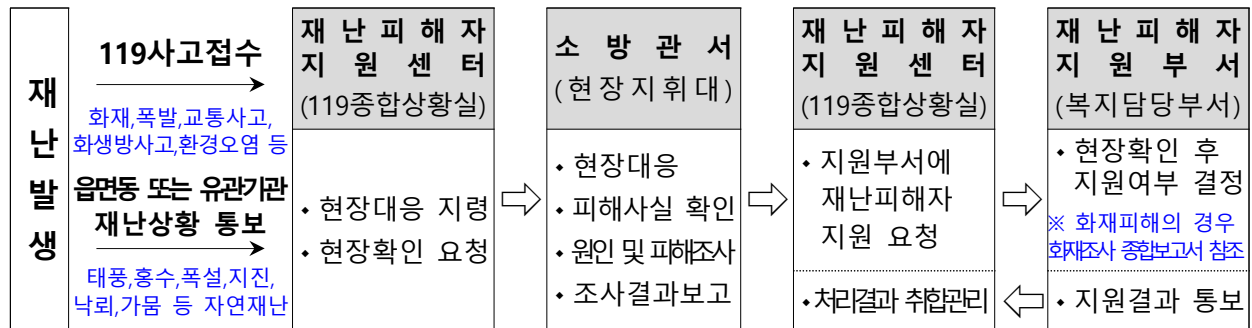 재
난
발
생
119사고접수
화재,폭발,교통사고,
화생방사고,환경오염 등
읍면동 또는 유관기관
재난상황 통보
태풍,홍수,폭설,지진,
낙뢰,가뭄 등 자연재난
재 난 피 해 자
지 원 센 터
(119종합상황실)
• 현장대응 지령
• 현장확인 요청
소 방 관 서
(현장지휘대)
• 현장대응
• 피해사실 확인
• 원인 및 피해조사
• 조사결과보고
재 난 피 해 자
지 원 센 터
(119종합상황실)
• 지원부서에
재난피해자
지원 요청
• 처리결과 취합관리
재 난 피 해 자
지 원 부 서
(복지담당부서)
• 현장확인 후
지원여부 결정
※ 화재피해의 경우
화재조사 종합보고서 참조
• 지원결과 통보